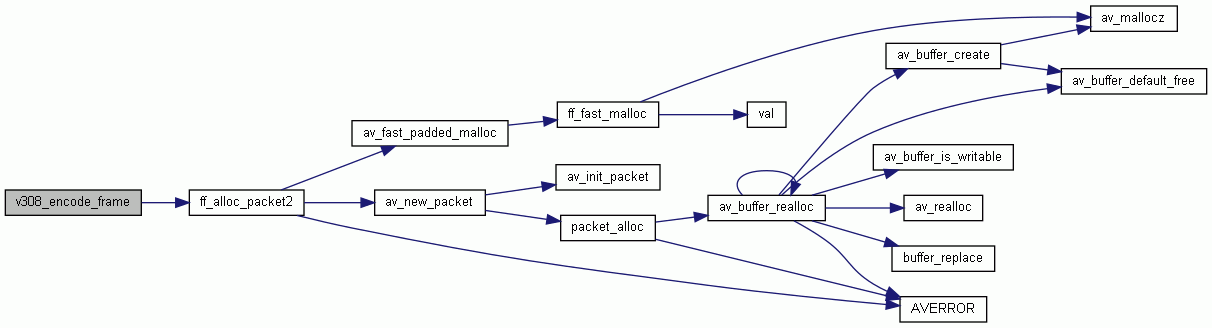 v308_encode_frame
ff_alloc_packet2
av_fast_padded_malloc
av_new_packet
ff_fast_malloc
av_init_packet
packet_alloc
val
av_buffer_realloc
av_buffer_create
av_buffer_is_writable
av_realloc
buffer_replace
AVERROR
av_mallocz
av_buffer_default_free